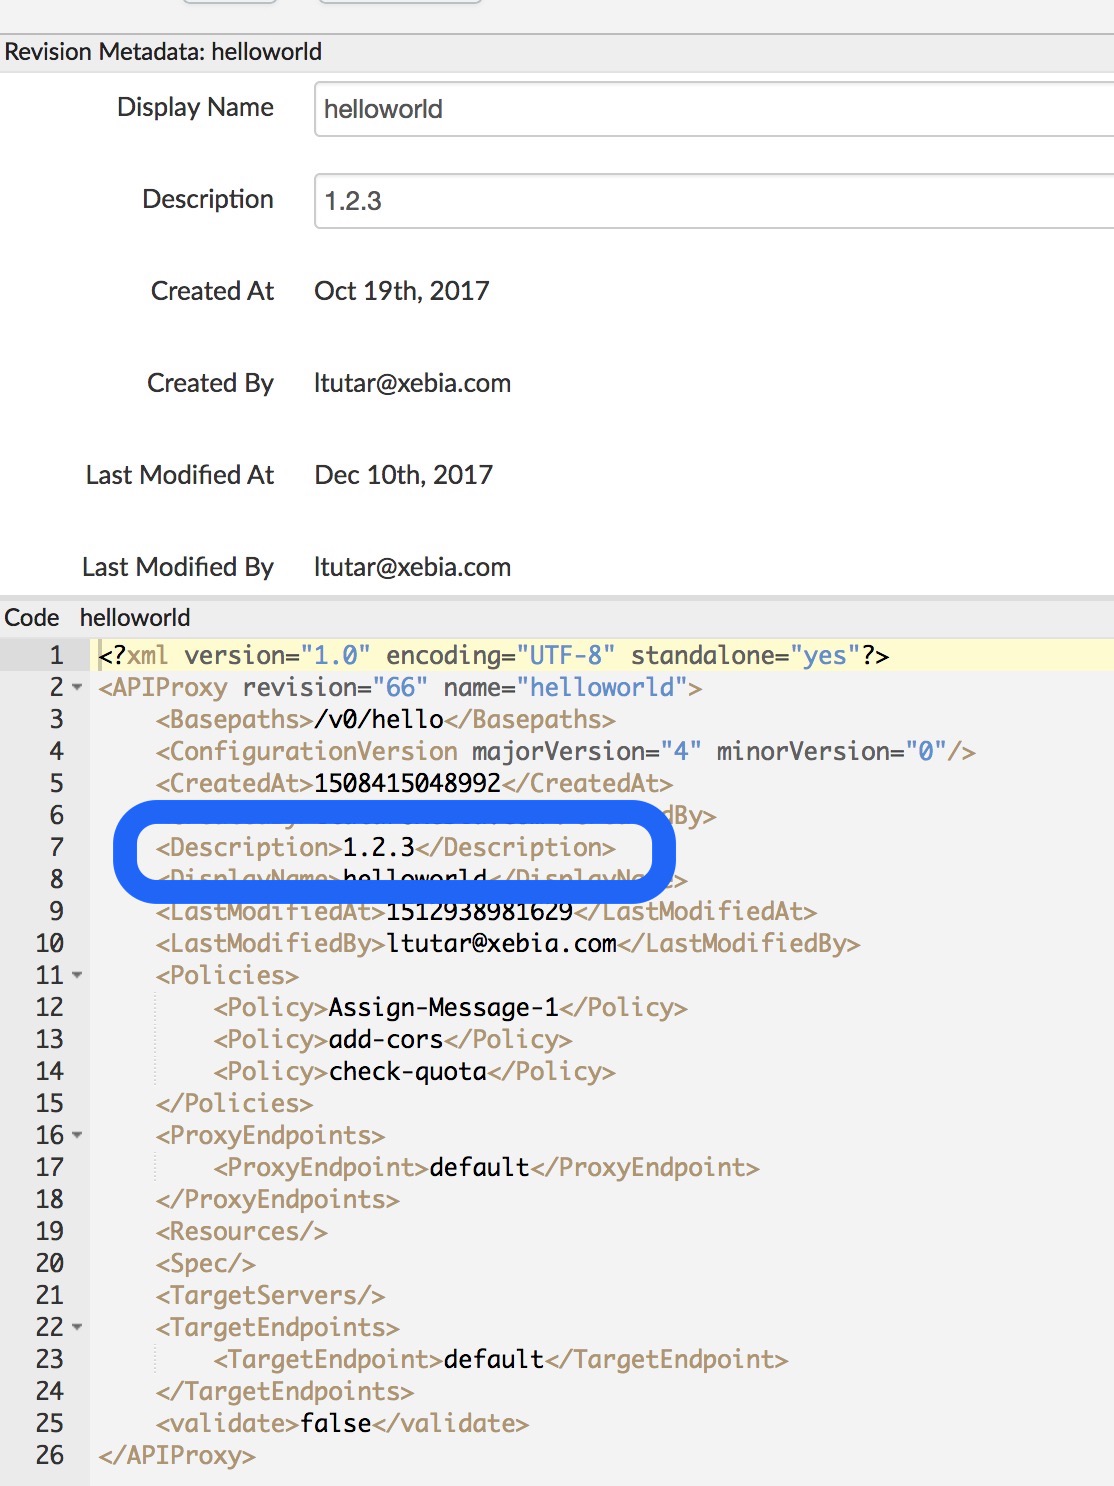 Revision Metadata: helloworld
Display Name helloworld
Description 1.2.3
Created At Oct 19th, 2017
Created By ltutar@xebia.com
Last Modified At Dec 10th, 2017
Last Modified By ltutar@xebia.com
Code helloworld
1 <?xml version="1.0" encoding="UTF-8" standalone="yes"?>
2 <APIProxy revision="66" name="helloworld">
3 <Basepaths>/v0/hello</Basepaths>
4 <ConfigurationVersion majorVersion="4" minorVersion="0"/>
5 <CreatedAt>1508415048992</CreatedAt>
6 dBy>
7 <Description>1.2.3</Description>
8 <DisplayName>helloworld</DisplayName>
9 <LastModifiedAt>1512938981629</LastModifiedAt>
10 <LastModifiedBy>ltutar@xebia.com</LastModifiedBy>
11 <Policies>
12 <Policy>Assign-Message-1</Policy>
13 <Policy>add-cors</Policy>
14 <Policy>check-quota</Policy>
15 </Policies>
16 <ProxyEndpoints>
17 <ProxyEndpoint>default</ProxyEndpoint>
18 </ProxyEndpoints>
19 <Resources/>
20 <Spec/>
21 <TargetServers/>
22 <TargetEndpoints>
23 <TargetEndpoint>default</TargetEndpoint>
24 </TargetEndpoints>
25 <validate>false</validate>
26 </APIProxy>